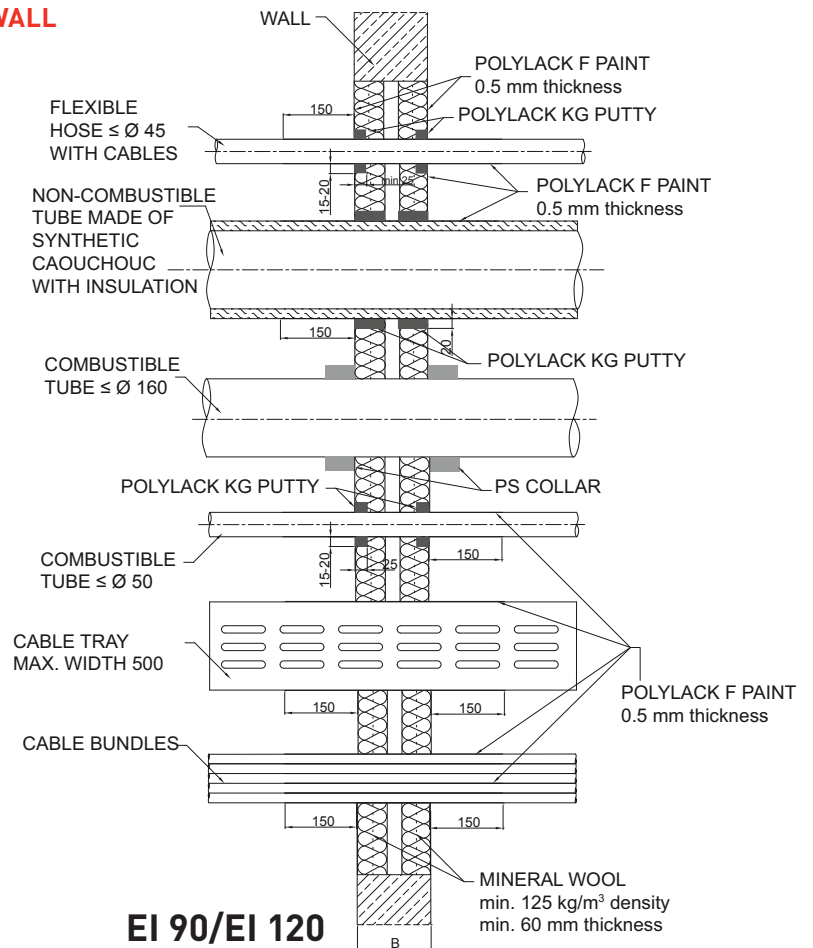 WALL
WALL
POLYLACK F PAINT
0.5 mm thickness
150
POLYLACK KG PUTTY
FLEXIBLE
HOSE ≤ Ø 45
WITH CABLES
15-20
min.25
POLYLACK F PAINT
0.5 mm thickness
NON-COMBUSTIBLE
TUBE MADE OF
SYNTHETIC
CAOUCHOUC
WITH INSULATION
150
20
POLYLACK KG PUTTY
COMBUSTIBLE
TUBE ≤ Ø 160
POLYLACK KG PUTTY
PS COLLAR
COMBUSTIBLE
TUBE ≤ Ø 50
15-20
25
150
CABLE TRAY
MAX. WIDTH 500
POLYLACK F PAINT
0.5 mm thickness
150
150
CABLE BUNDLES
150
150
MINERAL WOOL
min. 125 kg/m³ density
min. 60 mm thickness
EI 90/EI 120
B